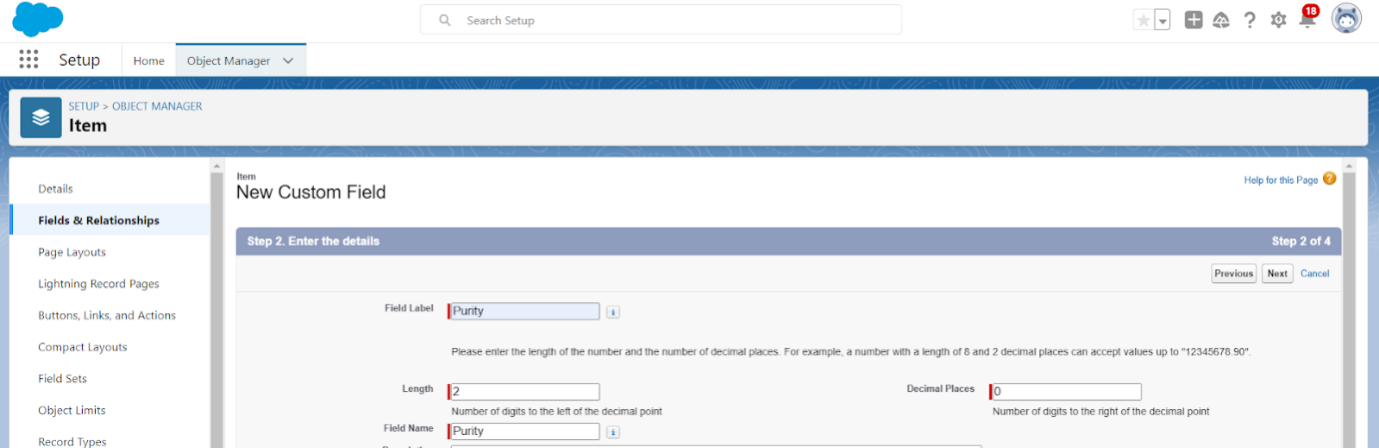 Search Setup
18
Setup
Home
Object Manager
SETUP > OBJECT MANAGER
Item
Details
Fields & Relationships
Page Layouts
Lightning Record Pages
Buttons, Links, and Actions
Compact Layouts
Field Sets
Object Limits
Record Types
Item
New Custom Field
Help for this Page
Step 2. Enter the details
Step 2 of 4
Previous
Next
Cancel
Field Label
Purity
Please enter the length of the number and the number of decimal places. For example, a number with a length of 8 and 2 decimal places can accept values up to "12345678.90".
Length
2
Number of digits to the left of the decimal point
Decimal Places
0
Number of digits to the right of the decimal point
Field Name
Purity